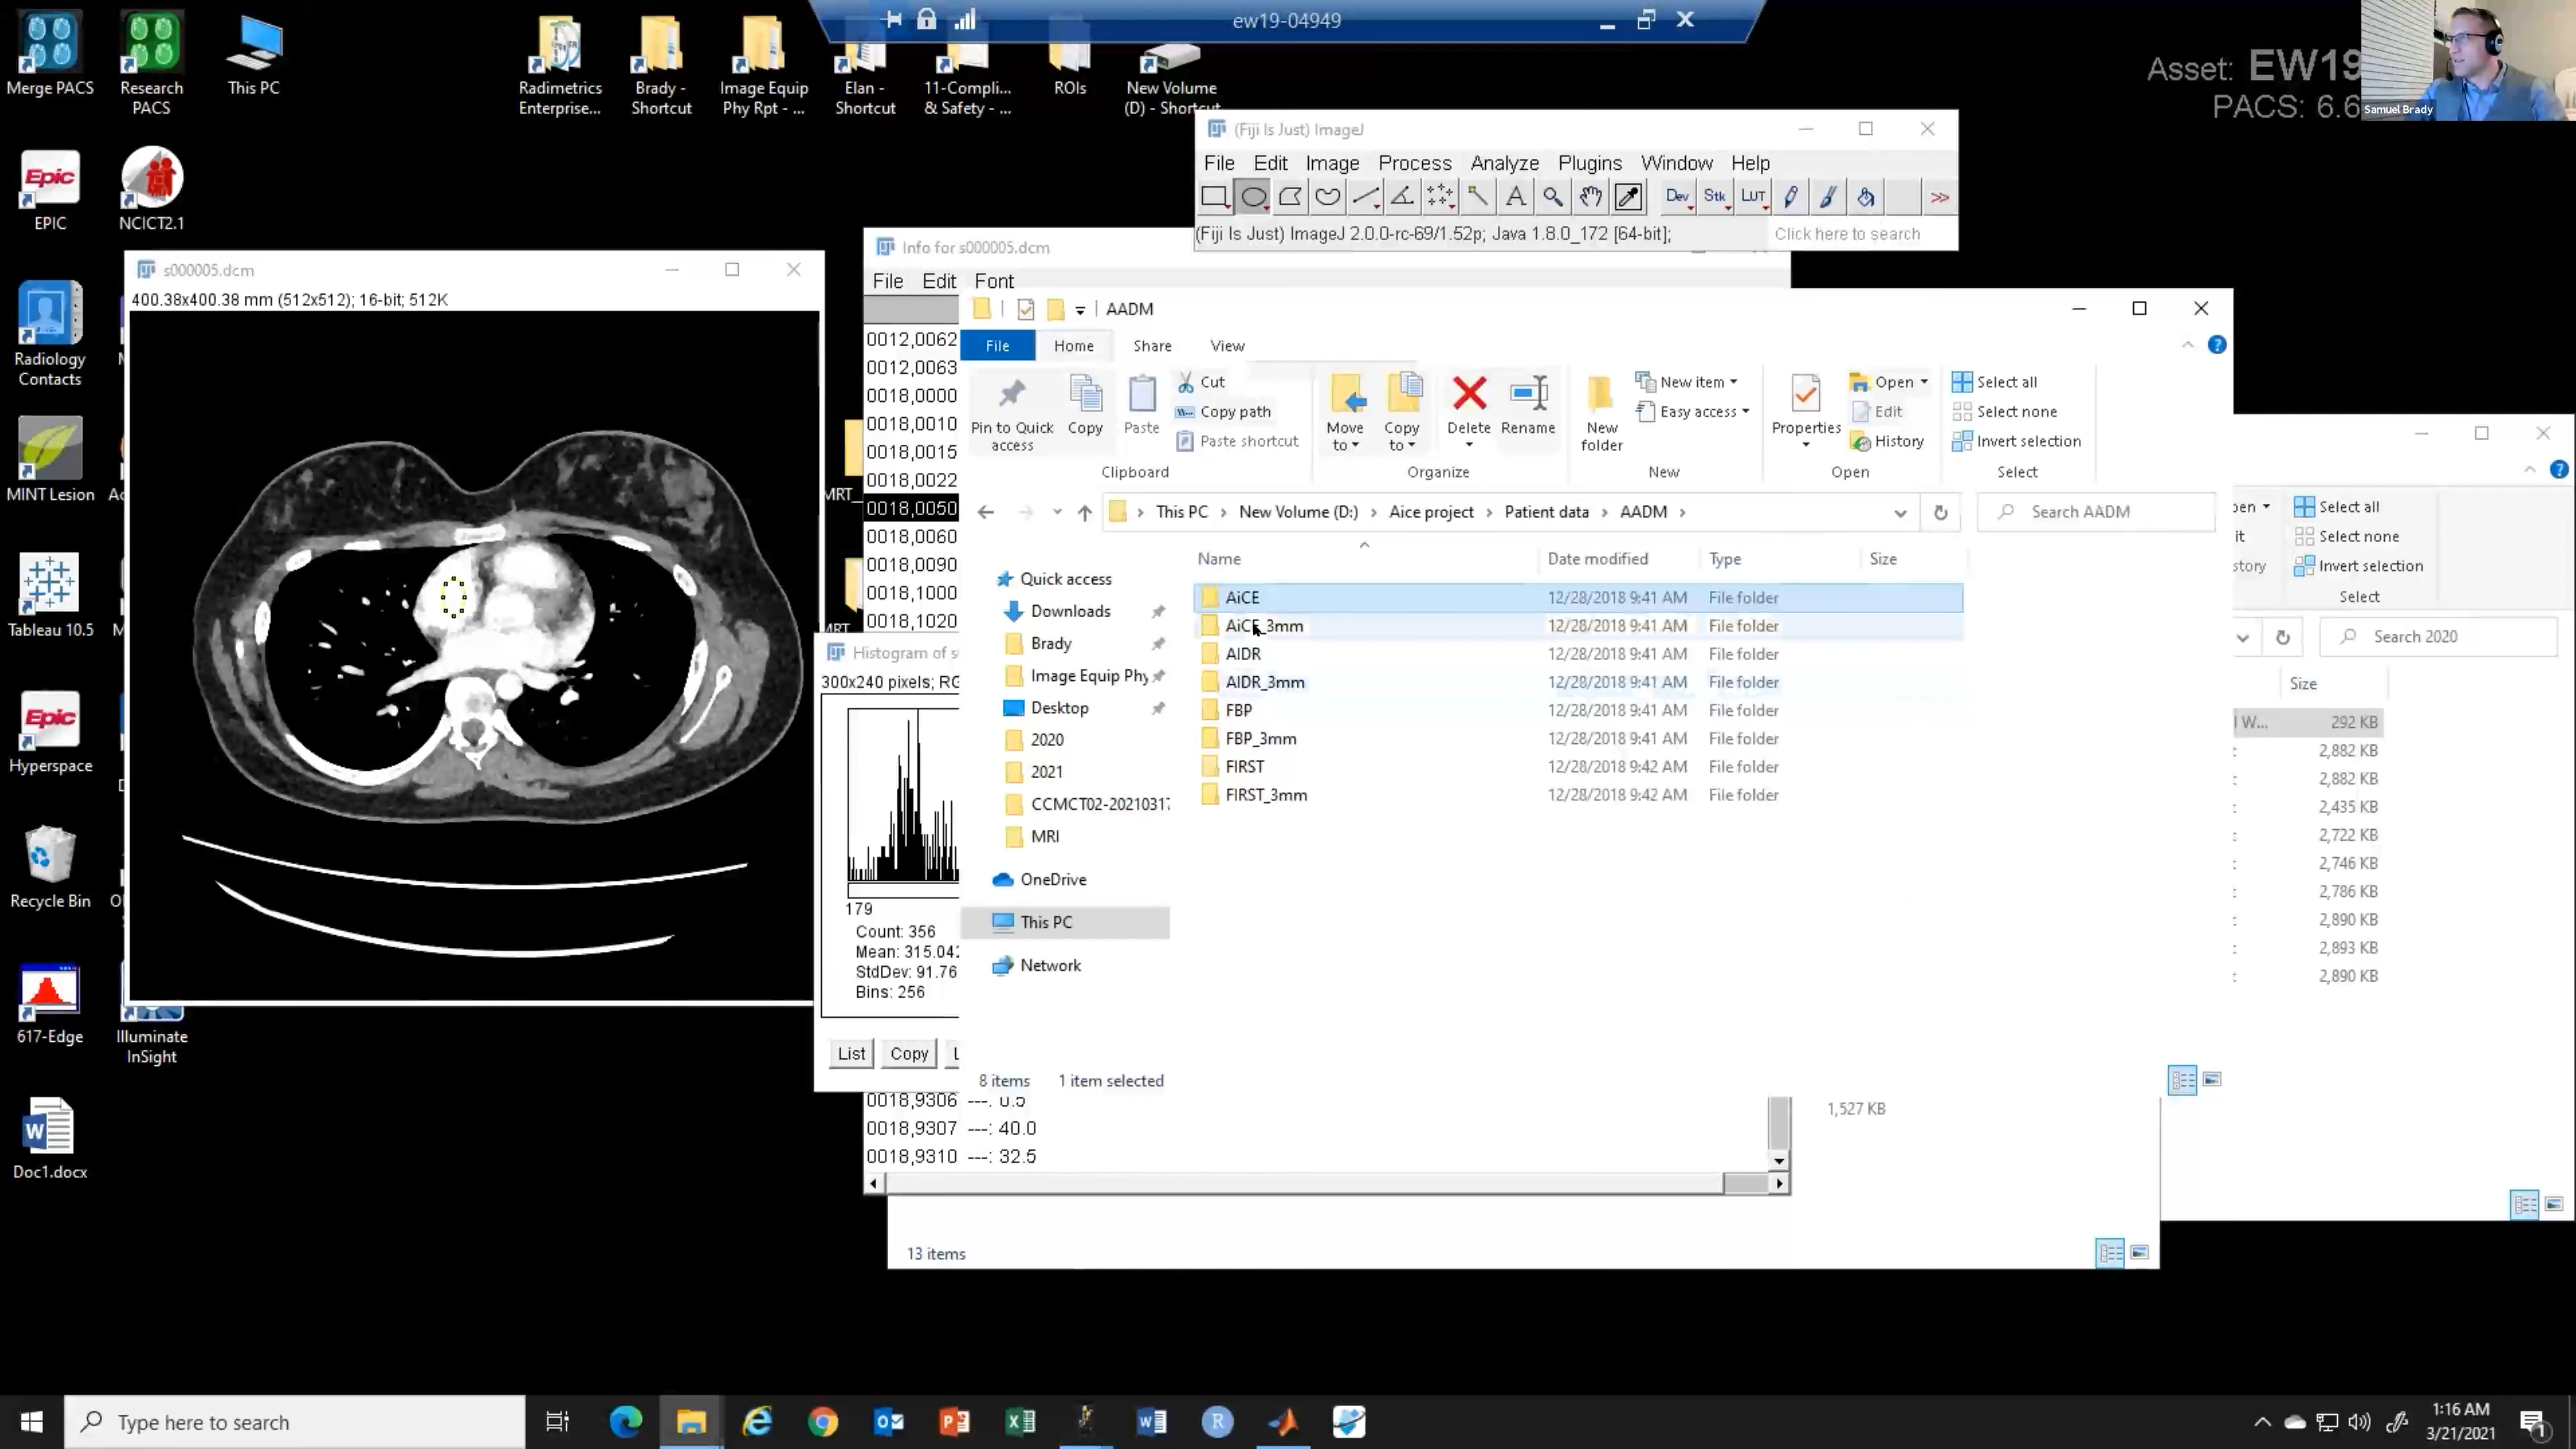 ew19-04949
Merge PACS
Research PACS
This PC
Radimetrics Enterprise...
Brady - Shortcut
Image Equip Phy Rpt - ...
Elan - Shortcut
11-Compli... & Safety - ...
ROIs
New Volume (D) - Shortcut
Asset: EW19
PACS: 6.6
Samuel Brady
EPIC
NCICT2.1
Radiology Contacts
MINT Lesion
Tableau 10.5
Hyperspace
Recycle Bin
617-Edge
Illuminate InSight
Doc1.docx
(Fiji Is Just) ImageJ
File Edit Image Process Analyze Plugins Window Help
Dev Stk LUT >>
(Fiji Is Just) ImageJ 2.0.0-rc-69/1.52p; Java 1.8.0_172 [64-bit];
Click here to search
s000005.dcm
400.38x400.38 mm (512x512); 16-bit; 512K
Info for s000005.dcm
File Edit Font
0012,0062
0012,0063
0018,0000
0018,0010
0018,0015
0018,0022
0018,0050
0018,0060
0018,0090
0018,1000
0018,1020
Histogram of s
300x240 pixels; RG
179
Count: 356
Mean: 315.042
StdDev: 91.76
Bins: 256
List Copy L
0018,9306 ---: 0.5
0018,9307 ---: 40.0
0018,9310 ---: 32.5
13 items
1,527 KB
AADM
File Home Share View
Pin to Quick access
Copy
Paste
Cut
Copy path
Paste shortcut
Clipboard
Move to
Copy to
Delete
Rename
Organize
New folder
New item
Easy access
New
Properties
Open
Edit
History
Open
Select all
Select none
Invert selection
Select
This PC > New Volume (D:) > Aice project > Patient data > AADM >
Search AADM
Name Date modified Type Size
AiCE 12/28/2018 9:41 AM File folder
AiCE_3mm 12/28/2018 9:41 AM File folder
AIDR 12/28/2018 9:41 AM File folder
AIDR_3mm 12/28/2018 9:41 AM File folder
FBP 12/28/2018 9:41 AM File folder
FBP_3mm 12/28/2018 9:41 AM File folder
FIRST 12/28/2018 9:42 AM File folder
FIRST_3mm 12/28/2018 9:42 AM File folder
Quick access
Downloads
Brady
Image Equip Phy
Desktop
2020
2021
CCMCT02-20210317
MRI
OneDrive
This PC
Network
8 items 1 item selected
pen
it
story
Select all
Select none
Invert selection
Select
Search 2020
Size
W... 292 KB
2,882 KB
2,882 KB
2,435 KB
2,722 KB
2,746 KB
2,786 KB
2,890 KB
2,893 KB
2,890 KB
Type here to search
1:16 AM
3/21/2021